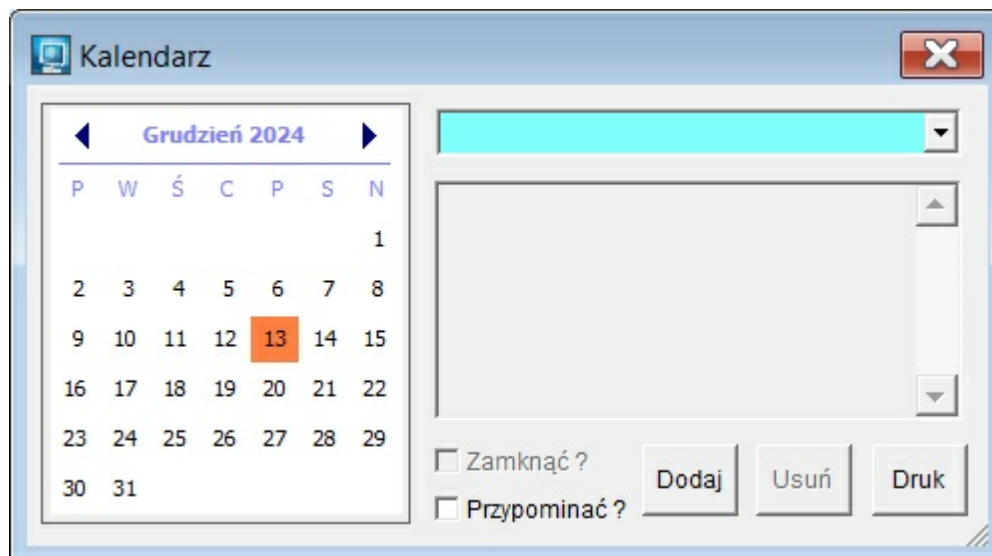 Kalendarz
Grudzień 2024
P W Ś C P S N
1
2 3 4 5 6 7 8
9 10 11 12 13 14 15
16 17 18 19 20 21 22
23 24 25 26 27 28 29
30 31
Zamknąć ?
Przypominać ?
Dodaj Usuń Druk